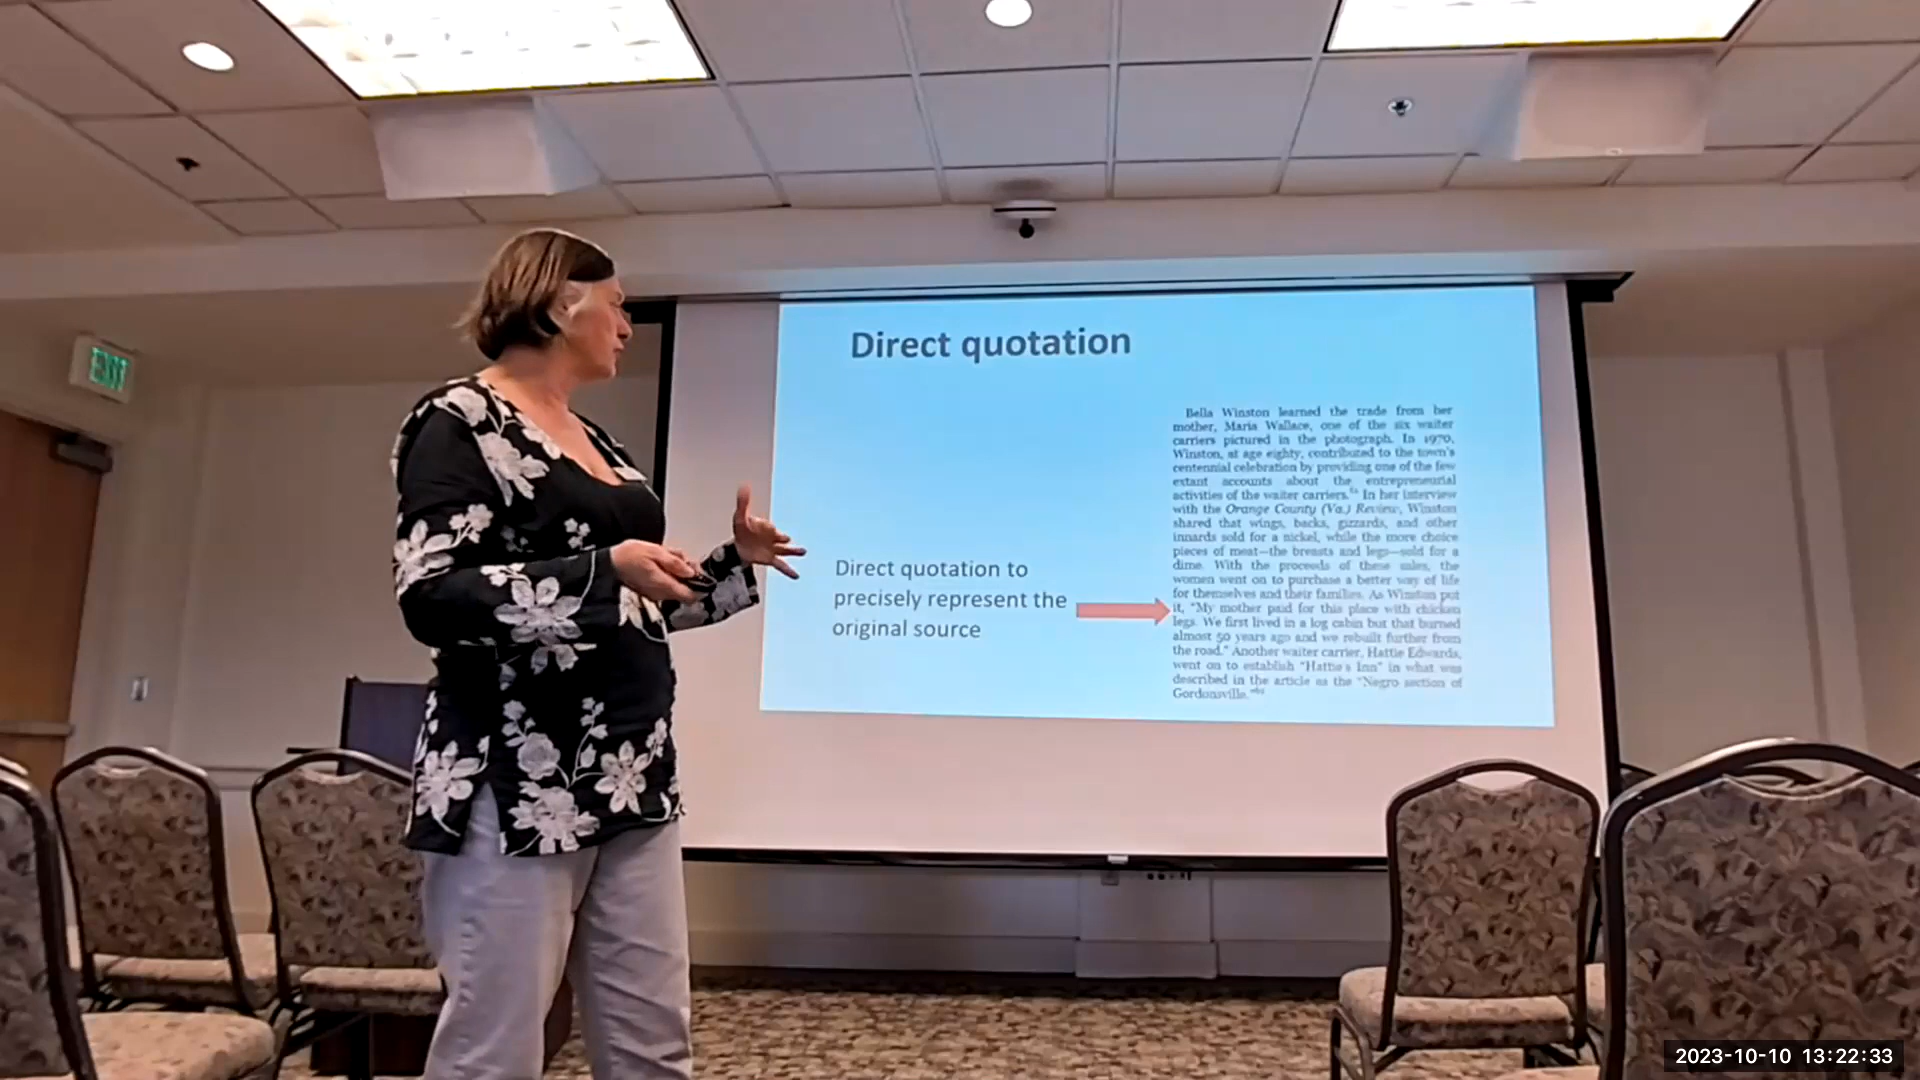 EXIT
Direct quotation
Direct quotation to
precisely represent the
original source
Bella Winston learned the trade from her
mother, Maria Wallace, one of the six waiter
carriers pictured in the photograph. In 1970,
Winston, at age eighty, contributed to the town's
centennial celebration by providing one of the few
extant accounts about the entrepreneurial
activities of the waiter carriers. In her interview
with the Orange County (Va.) Review, Winston
shared that wings, backs, gizzards, and other
innards sold for a nickel, while the more choice
pieces of meat—the breasts and legs—sold for a
dime. With the proceeds of these sales, the
women went on to purchase a better way of life
for themselves and their families. As Winston put
it, "My mother paid for this place with chicken
legs. We first lived in a log cabin but that burned
almost 50 years ago and we rebuilt further from
the road." Another waiter carrier, Hattie Edwards,
went on to establish "Hattie's Inn" in what was
described in the article as the "Negro section of
Gordonsville."
2023-10-10 13:22:33